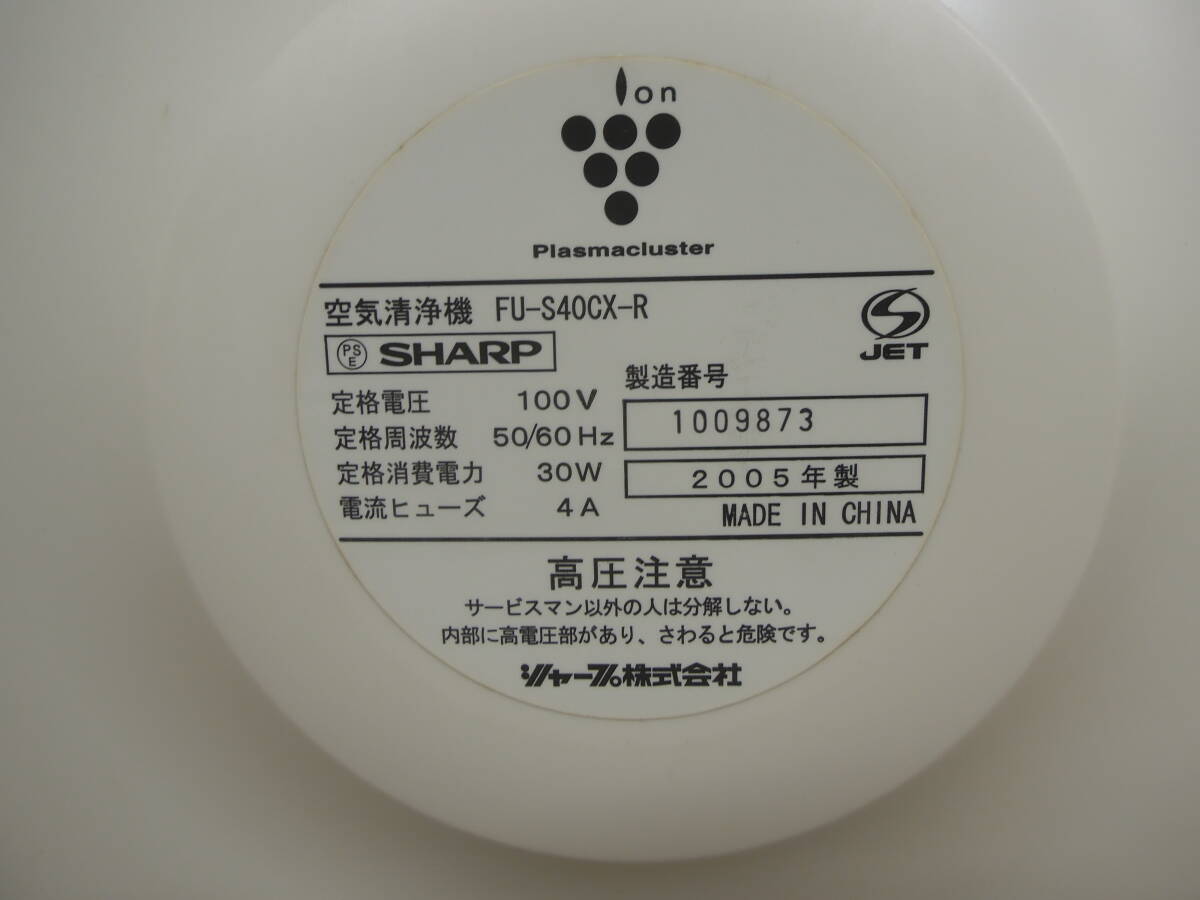 Ion
Plasmacluster
空気清浄機 FU-S40CX-R
JET
PSE SHARP
定格電圧 100V
定格周波数 50/60Hz
定格消費電力 30W
電流ヒューズ 4A
製造番号
1009873
2005年製
MADE IN CHINA
高圧注意
サービスマン以外の人は分解しない。
内部に高電圧部があり、さわると危険です。
シャープ株式会社